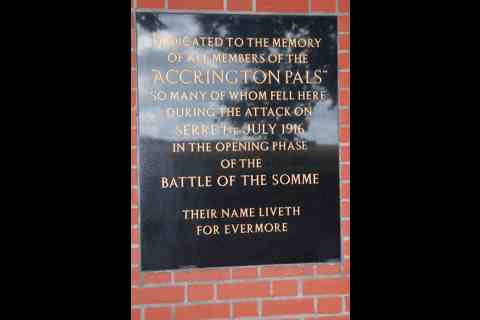 DEDICATED TO THE MEMORY
OF ALL MEMBERS OF THE
"ACCRINGTON PALS"
SO MANY OF WHOM FELL HERE
DURING THE ATTACK ON
SERRE 1ST JULY 1916
IN THE OPENING PHASE
OF THE
BATTLE OF THE SOMME
THEIR NAME LIVETH
FOR EVERMORE